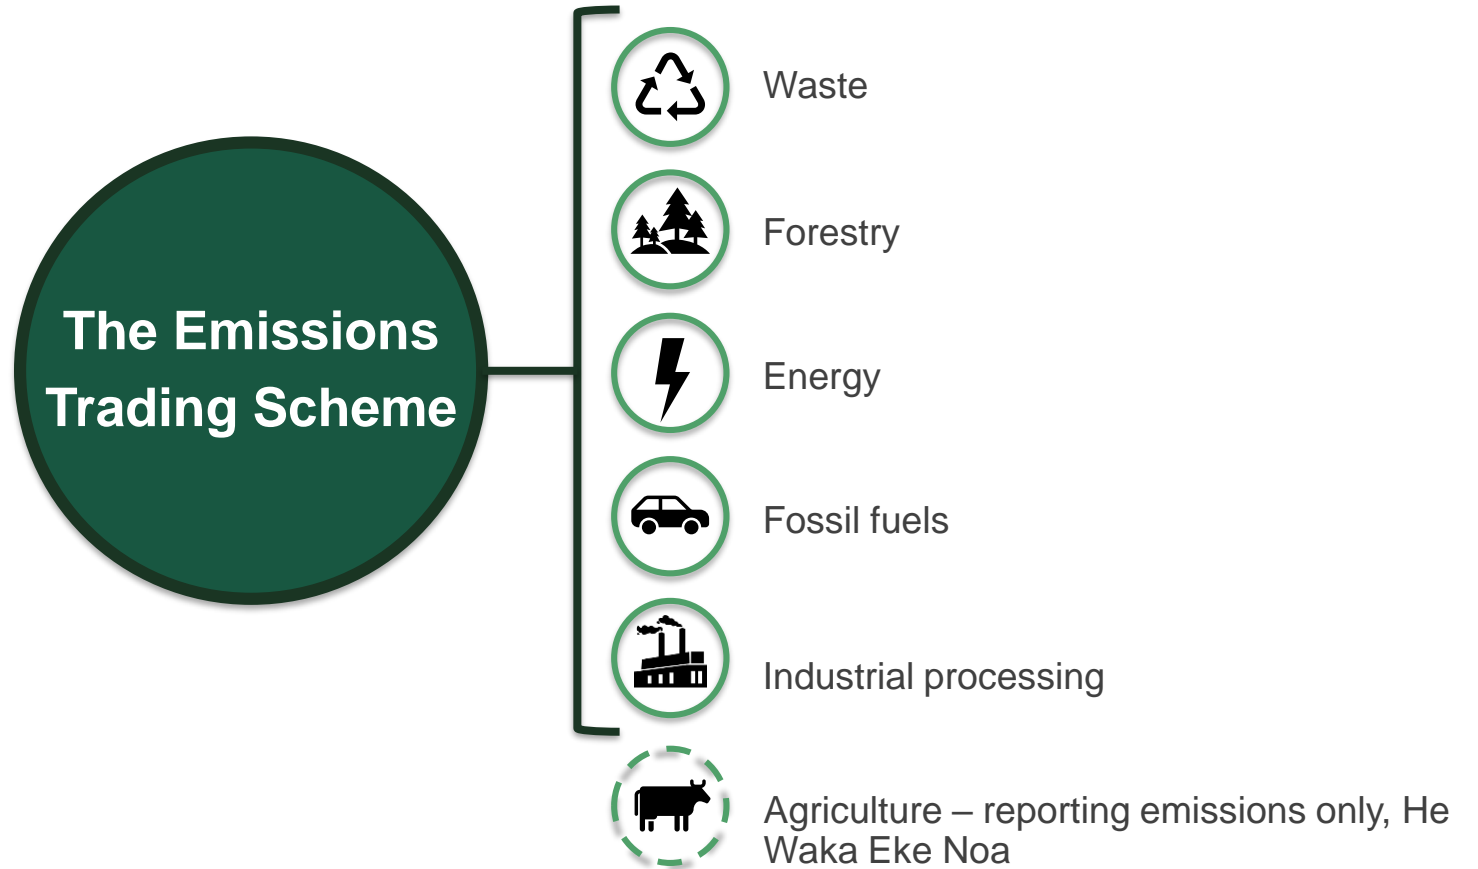 The Emissions
Trading Scheme
Waste
Forestry
Energy
Fossil fuels
Industrial processing
Agriculture – reporting emissions only, He
Waka Eke Noa